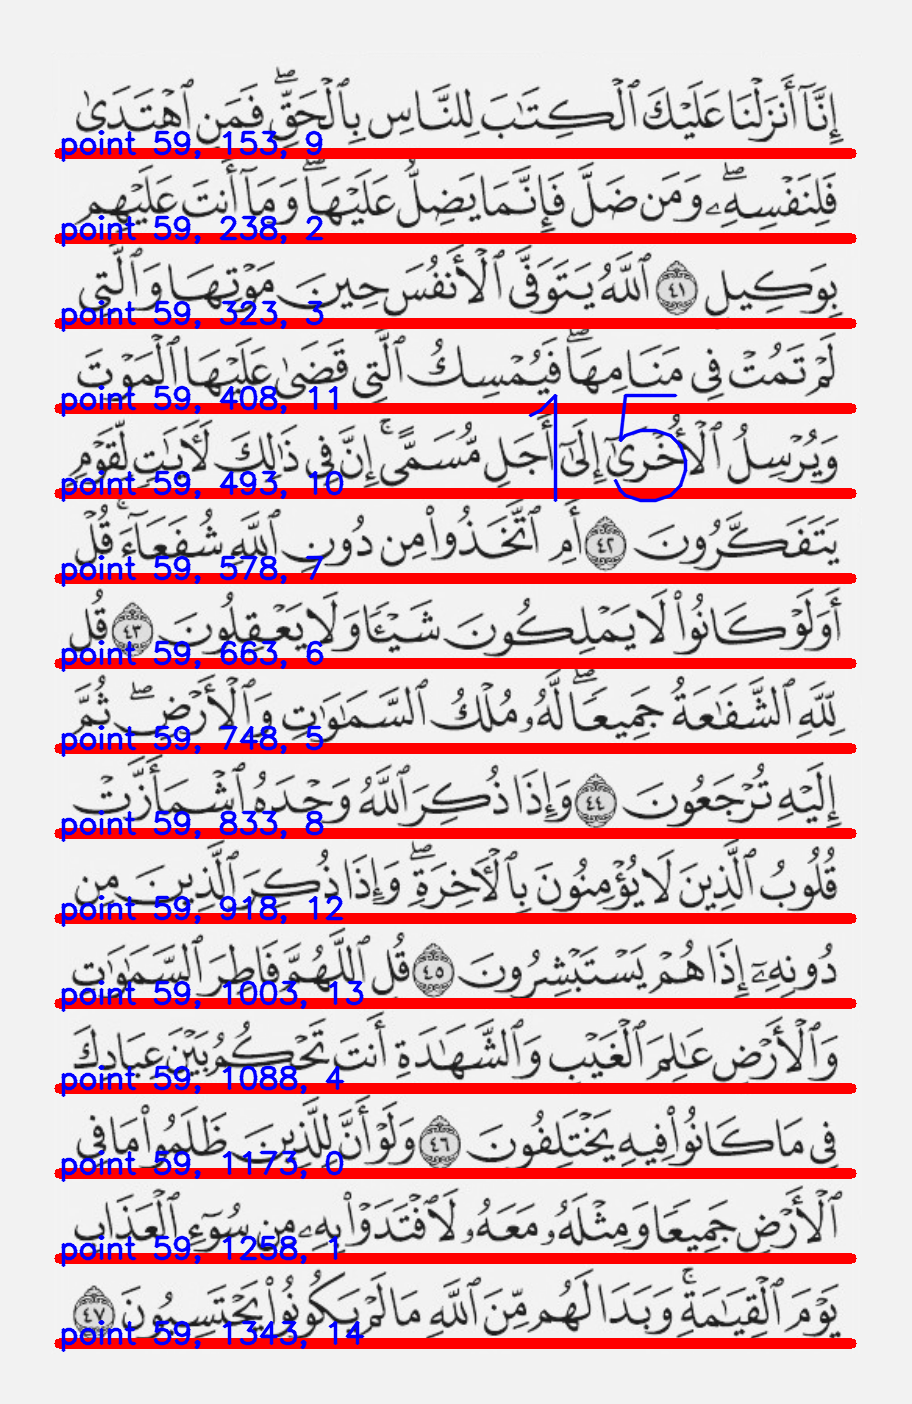 إِنَّآ أَنزَلْنَا عَلَيْكَ ٱلْكِتَٰبَ لِلنَّاسِ بِٱلْحَقِّ ۖ فَمَنِ ٱهْتَدَىٰ
point 59, 153, 9
فَلِنَفْسِهِۦ ۖ وَمَن ضَلَّ فَإِنَّمَا يَضِلُّ عَلَيْهَا ۖ وَمَآ أَنتَ عَلَيْهِم
point 59, 238, 2
بِوَكِيلٍ ٤١ ٱللَّهُ يَتَوَفَّى ٱلْأَنفُسَ حِينَ مَوْتِهَا وَٱلَّتِى
point 59, 323, 3
لَمْ تَمُتْ فِى مَنَامِهَا ۖ فَيُمْسِكُ ٱلَّتِى قَضَىٰ عَلَيْهَا ٱلْمَوْتَ
point 59, 408, 11
15
وَيُرْسِلُ ٱلْأُخْرَىٰٓ إِلَىٰٓ أَجَلٍ مُّسَمًّى ۚ إِنَّ فِى ذَٰلِكَ لَـَٔايَٰتٍ لِّقَوْمٍ
point 59, 493, 10
يَتَفَكَّرُونَ ٤٢ أَمِ ٱتَّخَذُوا۟ مِن دُونِ ٱللَّهِ شُفَعَآءَ ۚ قُلْ
point 59, 578, 7
أَوَلَوْ كَانُوا۟ لَا يَمْلِكُونَ شَيْـًٔا وَلَا يَعْقِلُونَ ٤٣ قُل
point 59, 663, 6
لِّلَّهِ ٱلشَّفَٰعَةُ جَمِيعًا ۖ لَّهُۥ مُلْكُ ٱلسَّمَٰوَٰتِ وَٱلْأَرْضِ ۖ ثُمَّ
point 59, 748, 5
إِلَيْهِ تُرْجَعُونَ ٤٤ وَإِذَا ذُكِرَ ٱللَّهُ وَحْدَهُ ٱشْمَأَزَّتْ
point 59, 833, 8
قُلُوبُ ٱلَّذِينَ لَا يُؤْمِنُونَ بِٱلْـَٔاخِرَةِ ۖ وَإِذَا ذُكِرَ ٱلَّذِينَ مِن
point 59, 918, 12
دُونِهِۦٓ إِذَا هُمْ يَسْتَبْشِرُونَ ٤٥ قُلِ ٱللَّهُمَّ فَاطِرَ ٱلسَّمَٰوَٰتِ
point 59, 1003, 13
وَٱلْأَرْضِ عَٰلِمَ ٱلْغَيْبِ وَٱلشَّهَٰدَةِ أَنتَ تَحْكُمُ بَيْنَ عِبَادِكَ
point 59, 1088, 4
فِى مَا كَانُوا۟ فِيهِ يَخْتَلِفُونَ ٤٦ وَلَوْ أَنَّ لِلَّذِينَ ظَلَمُوا۟ مَا فِى
point 59, 1173, 0
ٱلْأَرْضِ جَمِيعًا وَمِثْلَهُۥ مَعَهُۥ لَٱفْتَدَوْا۟ بِهِۦ مِن سُوٓءِ ٱلْعَذَابِ
point 59, 1258, 1
يَوْمَ ٱلْقِيَٰمَةِ ۚ وَبَدَا لَهُم مِّنَ ٱللَّهِ مَا لَمْ يَكُونُوا۟ يَحْتَسِبُونَ ٤٧
point 59, 1343, 14